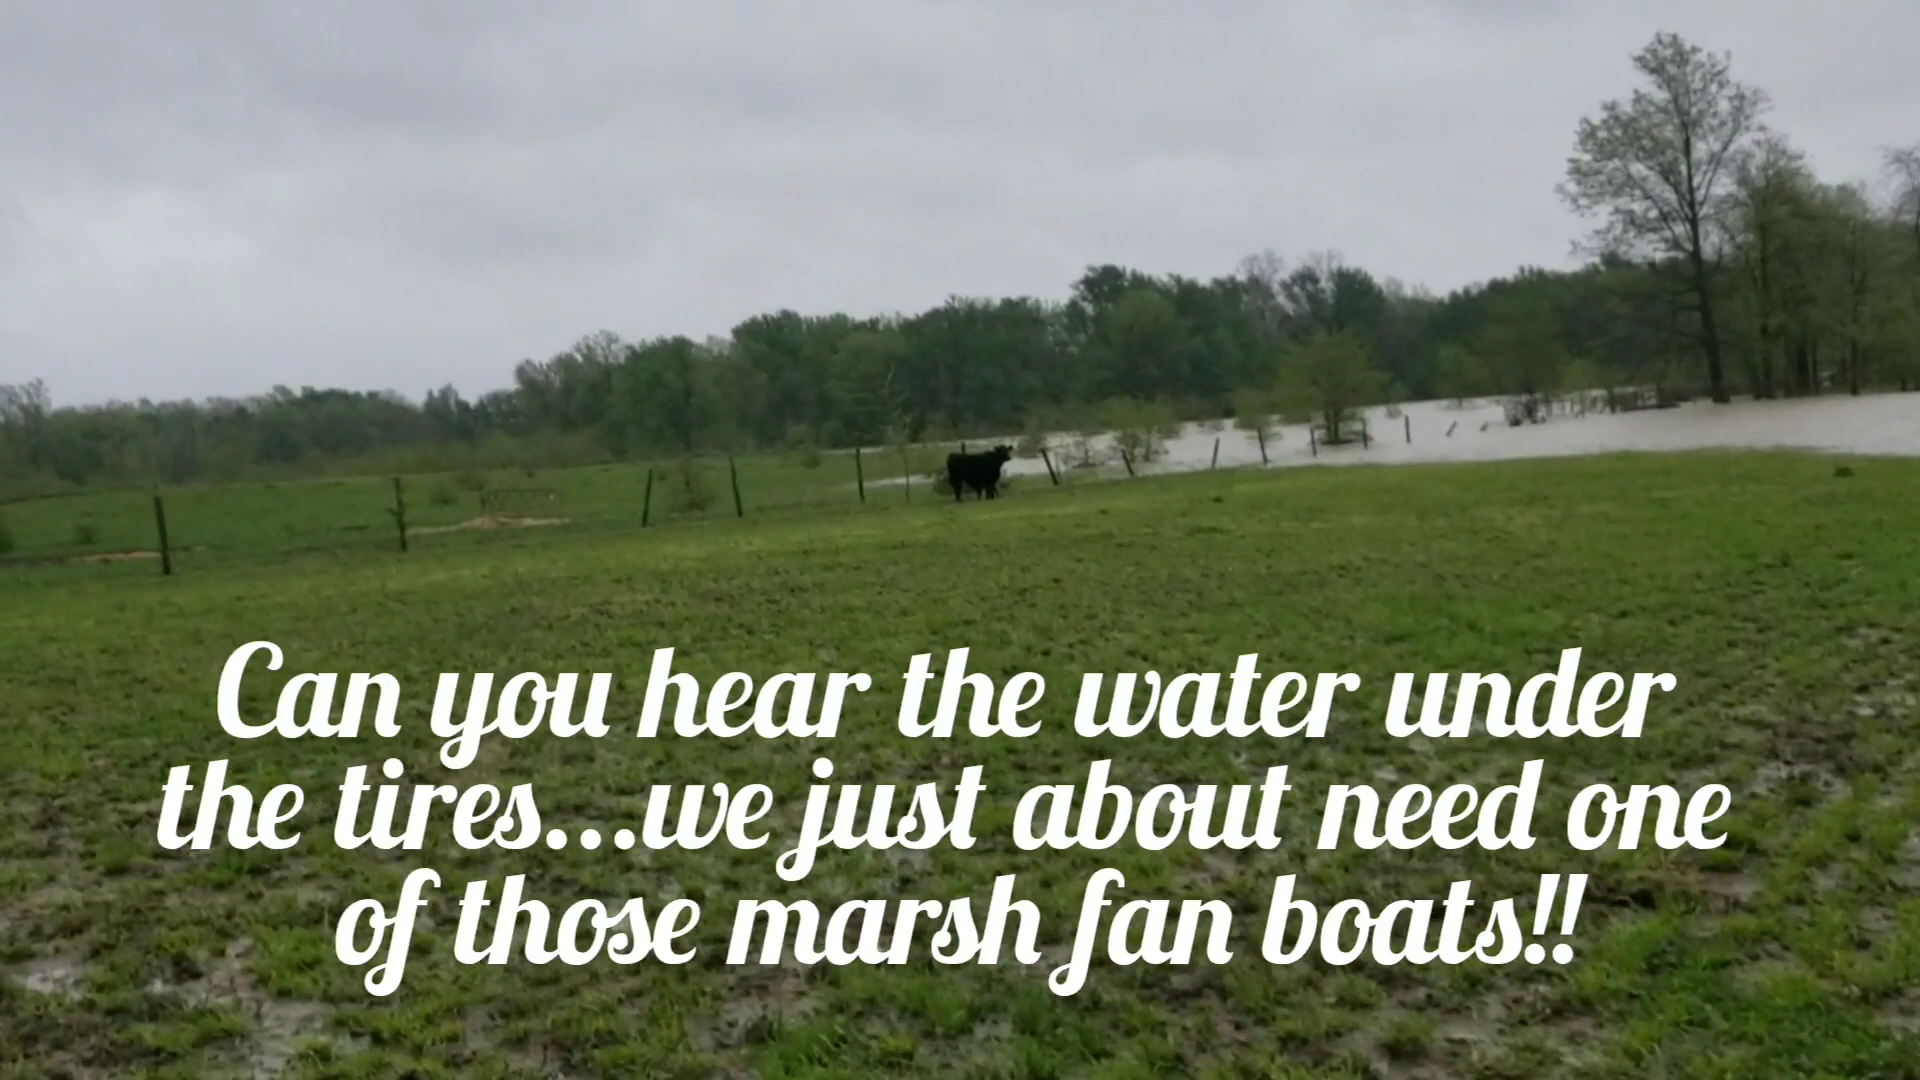 Can you hear the water under
the tires...we just about need one
of those marsh fan boats!!